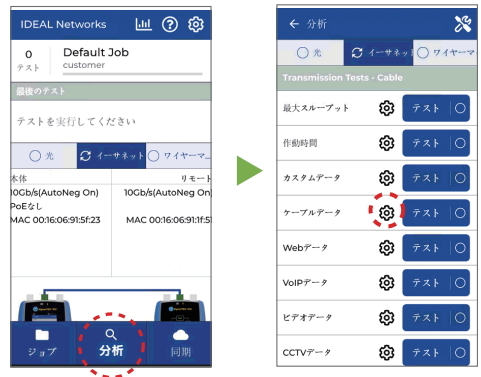 IDEAL Networks
0
テスト
Default Job
customer
最後のテスト
テストを実行してくだ
さい
光
イーサネット
ワイヤーマ...
本体
リモート
10Gb/s(AutoNeg On)
10Gb/s(AutoNeg On)
PoEなし
MAC 00:16:06:91:5f:23
MAC 00:16:06:91:1f:5
ジョブ
分析
同期
分析
光
イーサネッ
ワイヤーマ
Transmission Tests - Cable
最大スループット
テスト
作動時間
テスト
カスタムデータ
テスト
ケーブルデータ
テスト
Webデータ
テスト
VoIPデータ
テスト
ビデオデータ
テスト
CCTVデータ
テスト